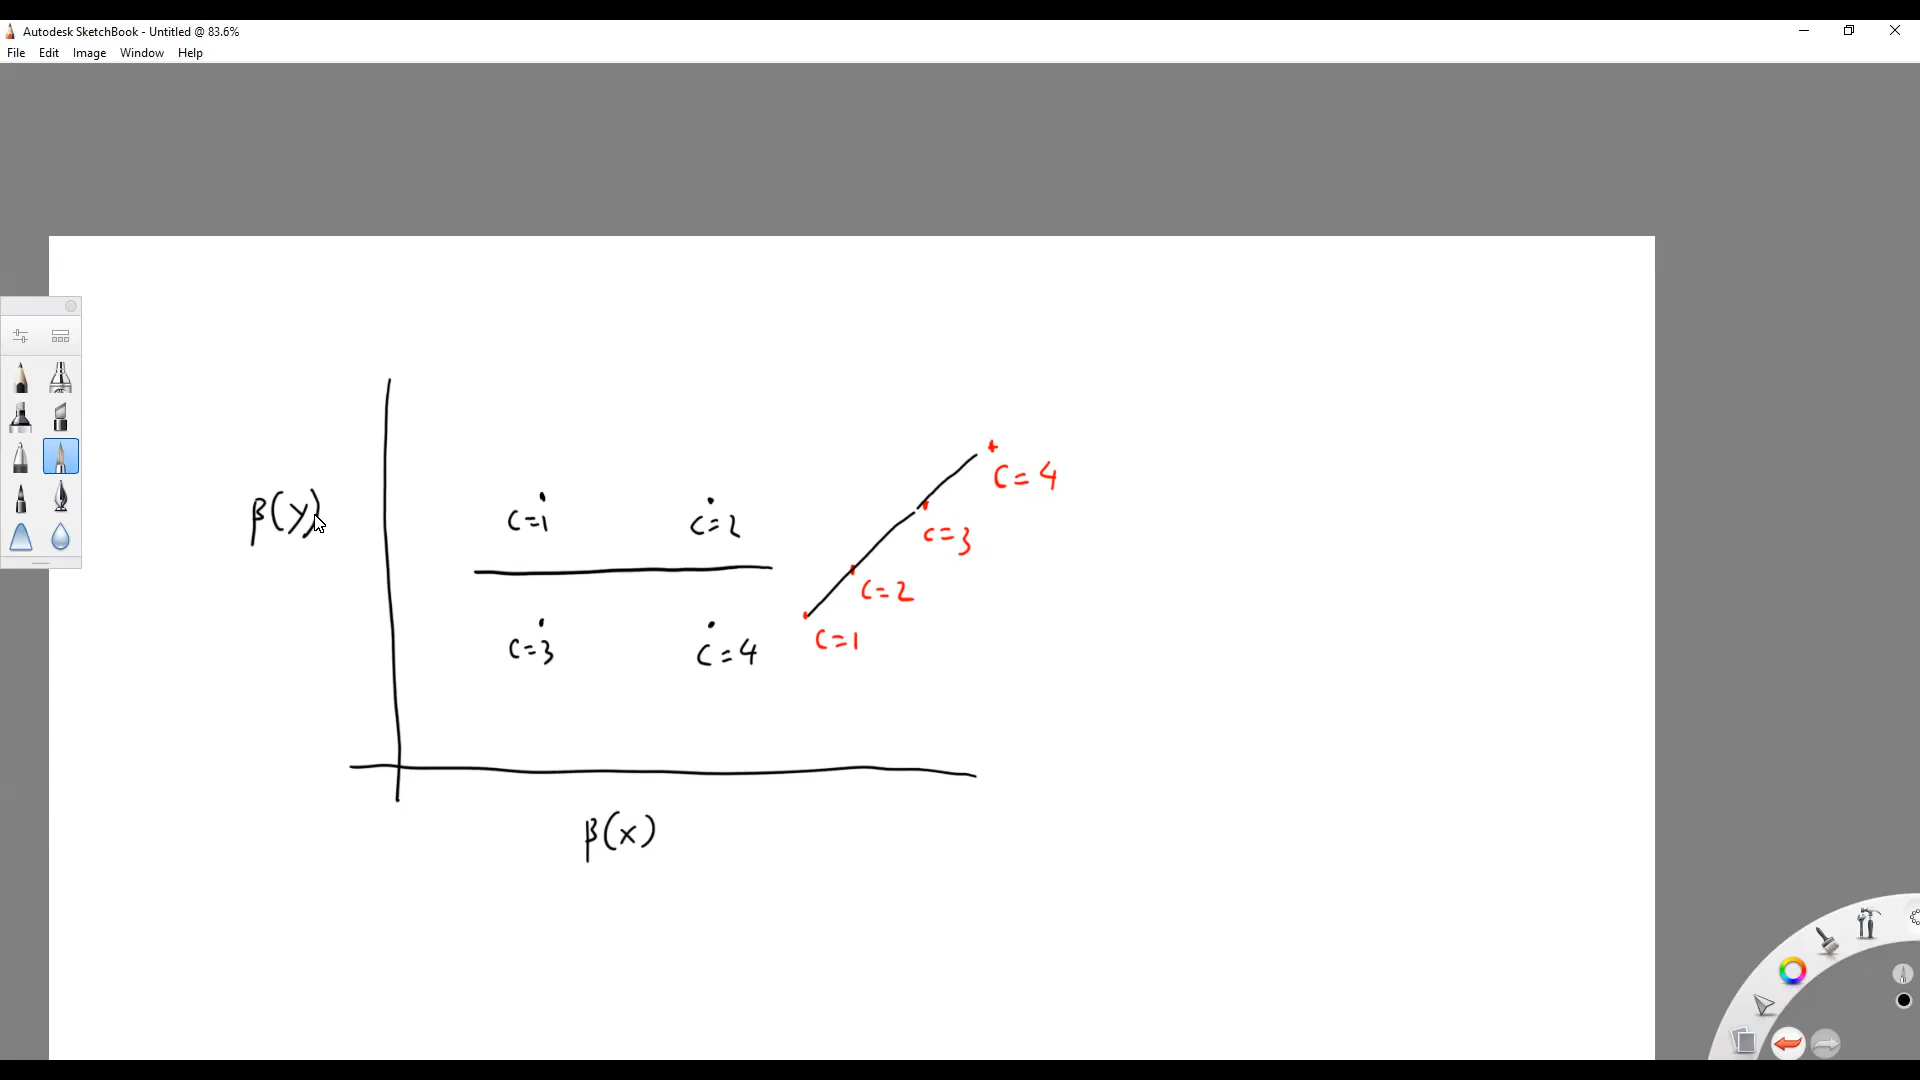 Autodesk SketchBook - Untitled @ 83.6%
File Edit Image Window Help
C=4
β(y)
C=1
C=2
C=3
C=2
C=3
C=4
C=1
β(x)